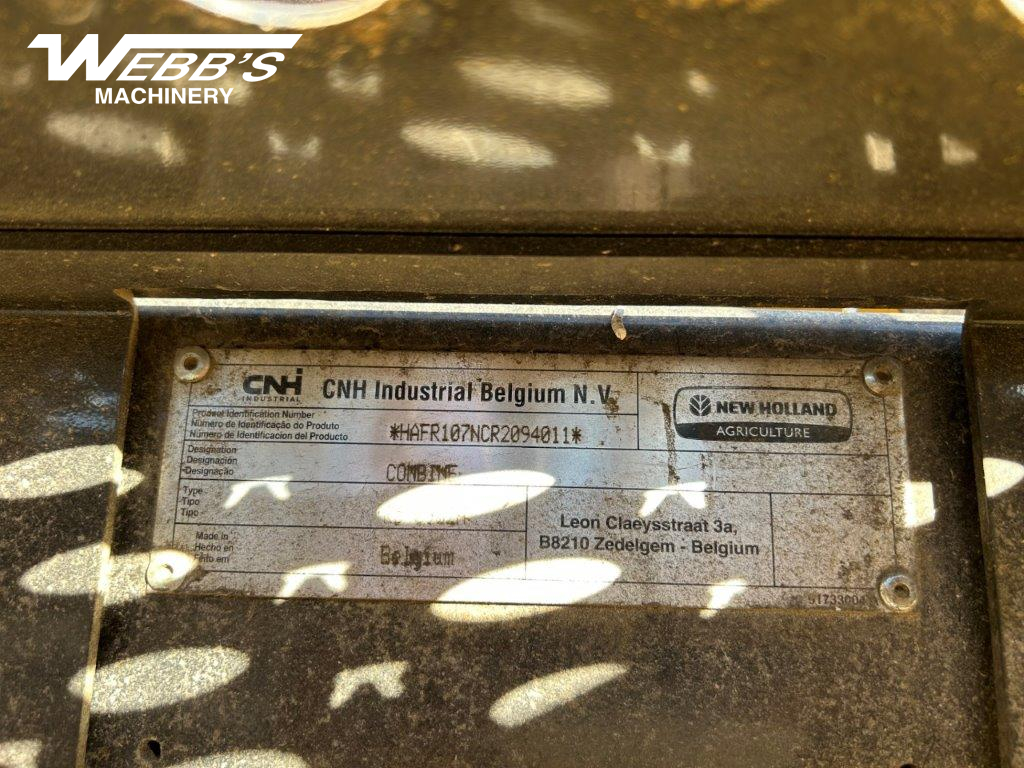 WEBB'S
MACHINERY
CNH
INDUSTRIAL
CNH Industrial Belgium N.V.
NEW HOLLAND
AGRICULTURE
Product Identification Number
Número de Identificação do Produto
Número de Identificacion del Producto
*HAFR107NCR2094011*
Designation
Designación
Designação
COMBINE
Type
Tipo
Tipo
Made in
Hecho en
Feito em
Belgium
Leon Claeysstraat 3a,
B8210 Zedelgem - Belgium